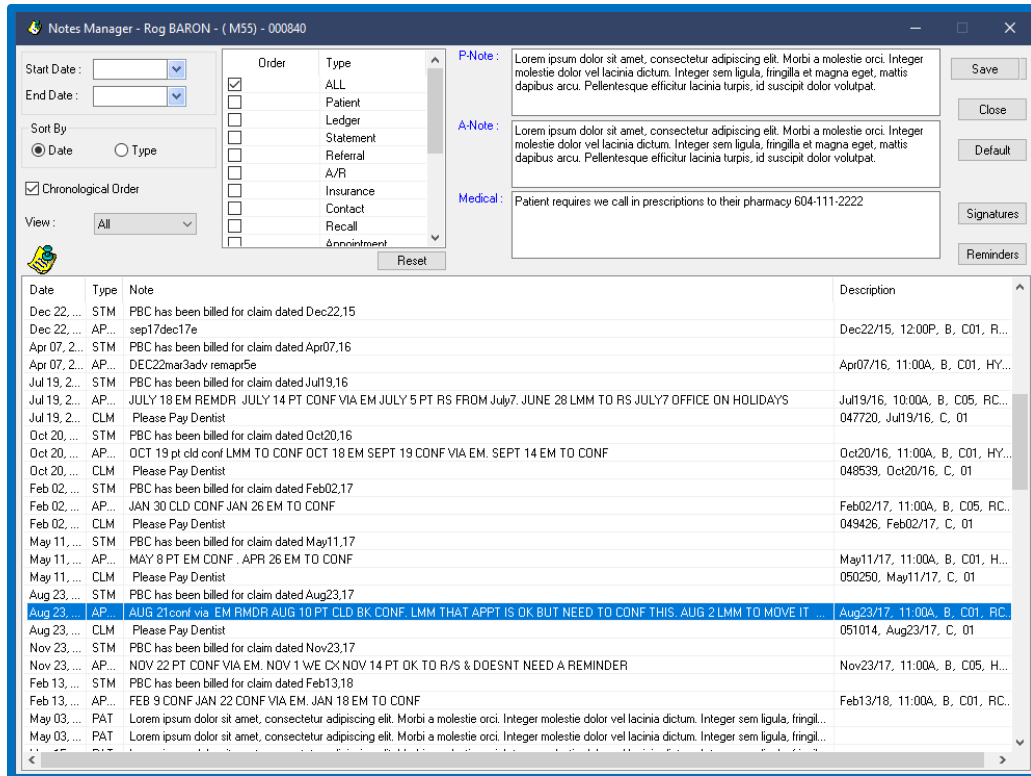 Notes Manager - Rog BARON - ( M55) - 000840
Start Date :
End Date :
Sort By
Date Type
Chronological Order
View : All
Order Type
ALL
Patient
Ledger
Statement
Referral
A/R
Insurance
Contact
Recall
Appointment
Reset
P-Note : Lorem ipsum dolor sit amet, consectetur adipiscing elit. Morbi a molestie orci. Integer
molestie dolor vel lacinia dictum. Integer sem ligula, fringilla et magna eget, mattis
dapibus arcu. Pellentesque efficitur lacinia turpis, id suscipit dolor volutpat.
A-Note : Lorem ipsum dolor sit amet, consectetur adipiscing elit. Morbi a molestie orci. Integer
molestie dolor vel lacinia dictum. Integer sem ligula, fringilla et magna eget, mattis
dapibus arcu. Pellentesque efficitur lacinia turpis, id suscipit dolor volutpat.
Medical : Patient requires we call in prescriptions to their pharmacy 604-111-2222
Save
Close
Default
Signatures
Reminders
Date Type Note Description
Dec 22, ... STM PBC has been billed for claim dated Dec22,15
Dec 22, ... AP... sep17dec17e Dec22/15, 12:00P, B, C01, R...
Apr 07, 2... STM PBC has been billed for claim dated Apr07,16
Apr 07, 2... AP... DEC22mar3adv remapr5e Apr07/16, 11:00A, B, C01, HY...
Jul 19, 2... STM PBC has been billed for claim dated Jul19,16
Jul 19, 2... AP... JULY 18 EM REMDR JULY 14 PT CONF VIA EM JULY 5 PT RS FROM July7. JUNE 28 LMM TO RS JULY7 OFFICE ON HOLIDAYS Jul19/16, 10:00A, B, C05, RC...
Jul 19, 2... CLM Please Pay Dentist 047720, Jul19/16, C, 01
Oct 20, ... STM PBC has been billed for claim dated Oct20,16
Oct 20, ... AP... OCT 19 pt cld conf LMM TO CONF OCT 18 EM SEPT 19 CONF VIA EM. SEPT 14 EM TO CONF Oct20/16, 11:00A, B, C01, HY...
Oct 20, ... CLM Please Pay Dentist 048539, Oct20/16, C, 01
Feb 02, ... STM PBC has been billed for claim dated Feb02,17
Feb 02, ... AP... JAN 30 CLD CONF JAN 26 EM TO CONF Feb02/17, 11:00A, B, C05, RC...
Feb 02, ... CLM Please Pay Dentist 049426, Feb02/17, C, 01
May 11, ... STM PBC has been billed for claim dated May11,17
May 11, ... AP... MAY 8 PT EM CONF . APR 26 EM TO CONF May11/17, 11:00A, B, C01, H...
May 11, ... CLM Please Pay Dentist 050250, May11/17, C, 01
Aug 23, ... STM PBC has been billed for claim dated Aug23,17
Aug 23, ... AP... AUG 21conf via EM RMDR AUG 10 PT CLD BK CONF. LMM THAT APPT IS OK BUT NEED TO CONF THIS. AUG 2 LMM TO MOVE IT ... Aug23/17, 11:00A, B, C01, RC...
Aug 23, ... CLM Please Pay Dentist 051014, Aug23/17, C, 01
Nov 23, ... STM PBC has been billed for claim dated Nov23,17
Nov 23, ... AP... NOV 22 PT CONF VIA EM. NOV 1 WE CX NOV 14 PT OK TO R/S & DOESNT NEED A REMINDER Nov23/17, 11:00A, B, C05, H...
Feb 13, ... STM PBC has been billed for claim dated Feb13,18
Feb 13, ... AP... FEB 9 CONF JAN 22 CONF VIA EM. JAN 18 EM TO CONF Feb13/18, 11:00A, B, C01, RC...
May 03, ... PAT Lorem ipsum dolor sit amet, consectetur adipiscing elit. Morbi a molestie orci. Integer molestie dolor vel lacinia dictum. Integer sem ligula, fringil...
May 03, ... PAT Lorem ipsum dolor sit amet, consectetur adipiscing elit. Morbi a molestie orci. Integer molestie dolor vel lacinia dictum. Integer sem ligula, fringil...